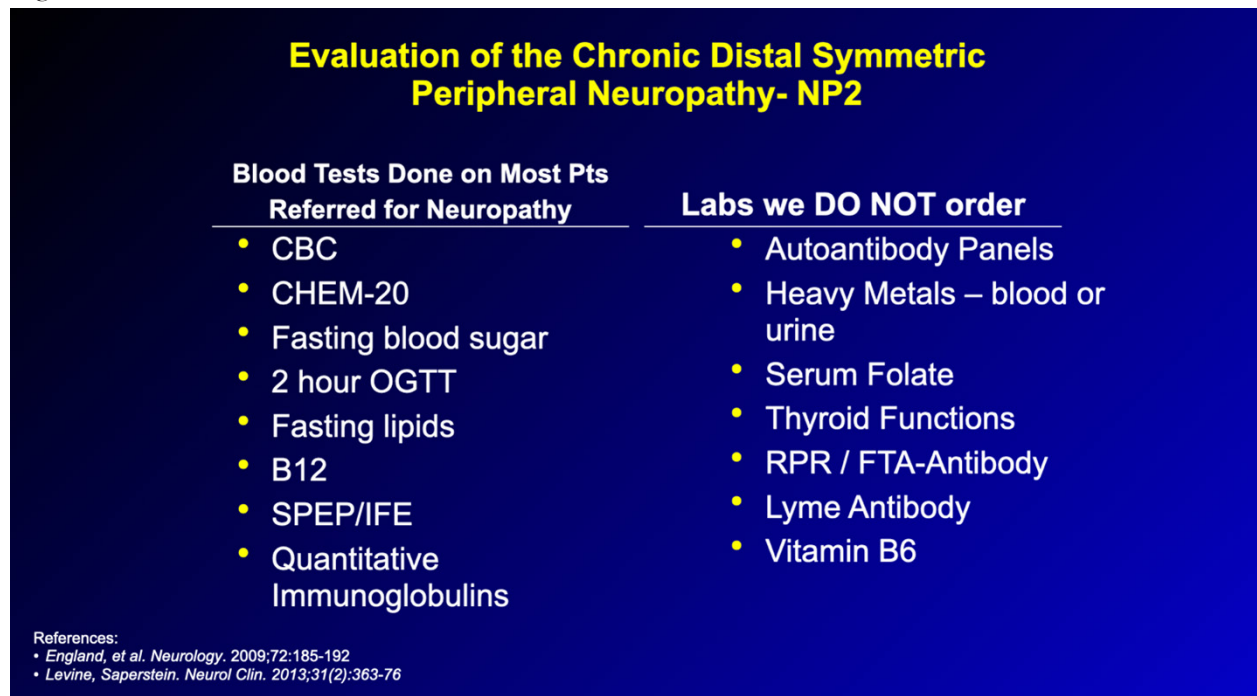 Evaluation of the Chronic Distal Symmetric
Peripheral Neuropathy- NP2
Blood Tests Done on Most Pts
Referred for Neuropathy
• CBC
• CHEM-20
• Fasting blood sugar
• 2 hour OGTT
• Fasting lipids
• B12
• SPEP/IFE
• Quantitative
Immunoglobulins
Labs we DO NOT order
• Autoantibody Panels
• Heavy Metals – blood or
urine
• Serum Folate
• Thyroid Functions
• RPR / FTA-Antibody
• Lyme Antibody
• Vitamin B6
References:
• England, et al. Neurology. 2009;72:185-192
• Levine, Saperstein. Neurol Clin. 2013;31(2):363-76